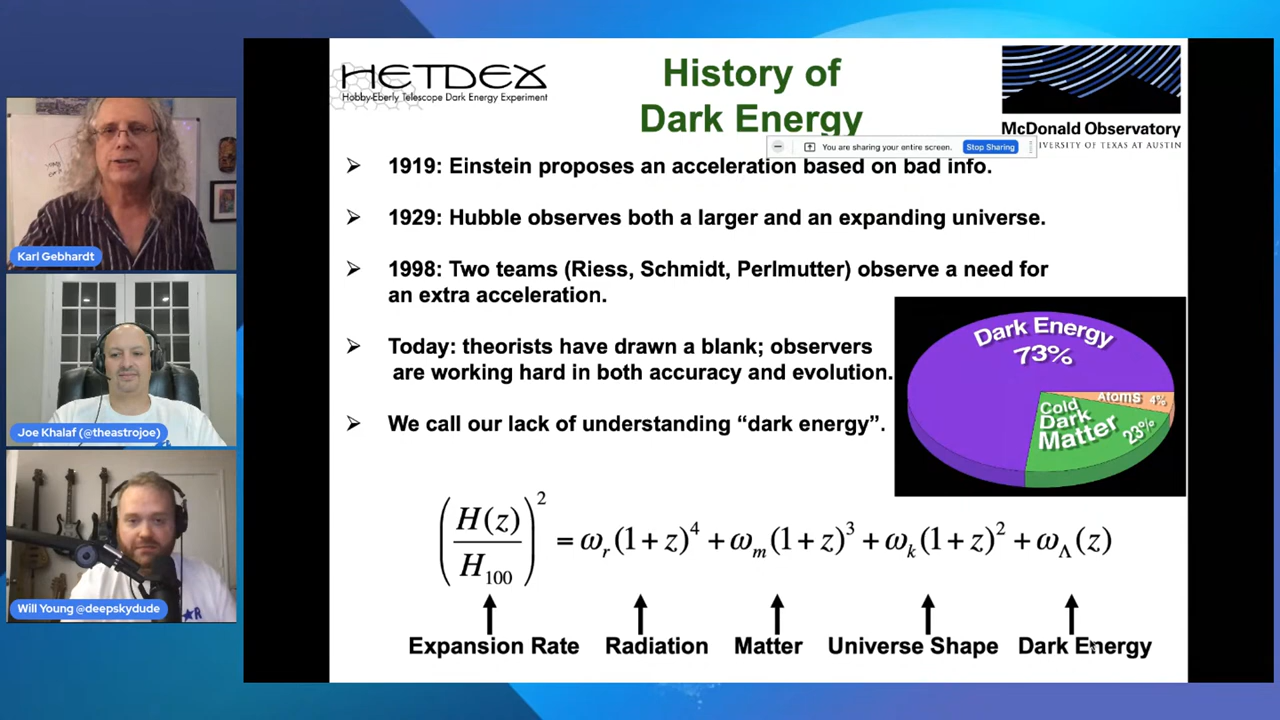 HETDEX
Hobby-Eberly Telescope Dark Energy Experiment
History of
Dark Energy
McDonald Observatory
IVERSITY OF TEXAS AT AUSTIN
You are sharing your entire screen.
Stop Sharing
➢ 1919: Einstein proposes an acceleration based on bad info.
➢ 1929: Hubble observes both a larger and an expanding universe.
➢ 1998: Two teams (Riess, Schmidt, Perlmutter) observe a need for
an extra acceleration.
➢ Today: theorists have drawn a blank; observers
are working hard in both accuracy and evolution.
➢ We call our lack of understanding “dark energy”.
Dark Energy
73%
Atoms 4%
Cold
Dark
Matter 23%
(H(z)/H₁₀₀)² = ωᵣ(1+z)⁴ + ωₘ(1+z)³ + ωₖ(1+z)² + ω_Λ(z)
Expansion Rate Radiation Matter Universe Shape Dark Energy
Karl Gebhardt
Joe Khalaf (@theastrojoe)
Will Young @deepskydude